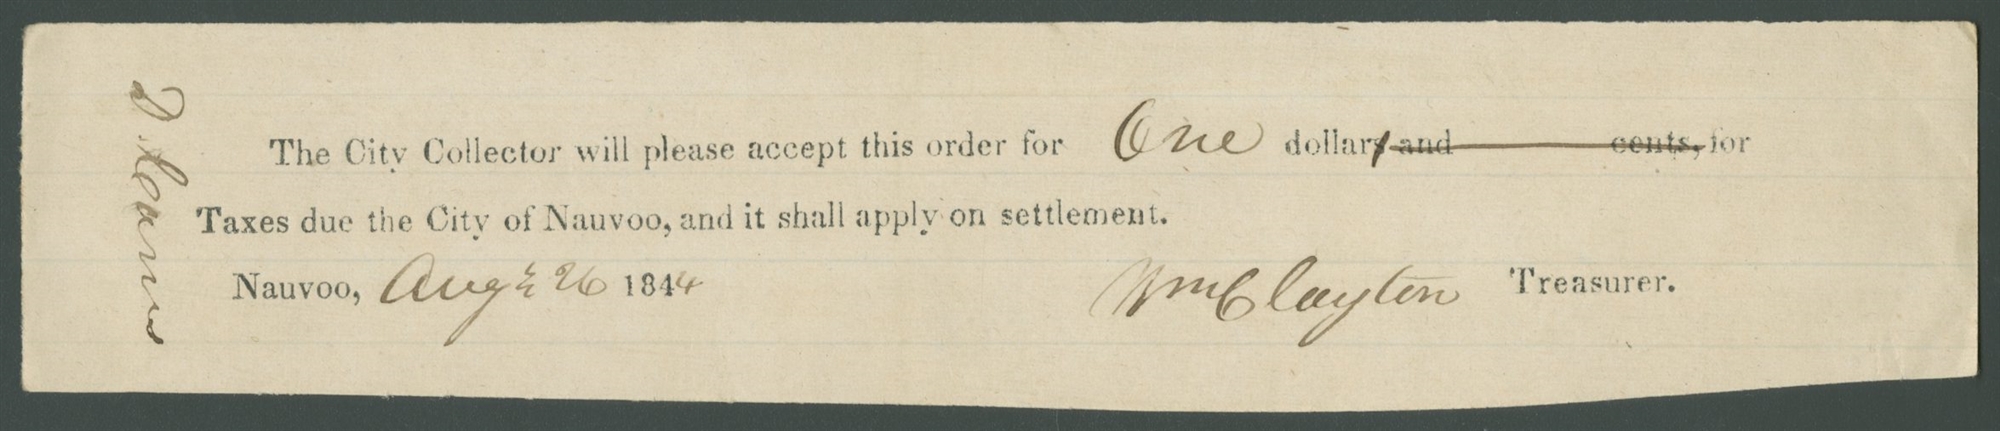 The City Collector will please accept this order for One dollar and cents, for
Taxes due the City of Nauvoo, and it shall apply on settlement.
Nauvoo, Augt 26 1844 Wm Clayton Treasurer.